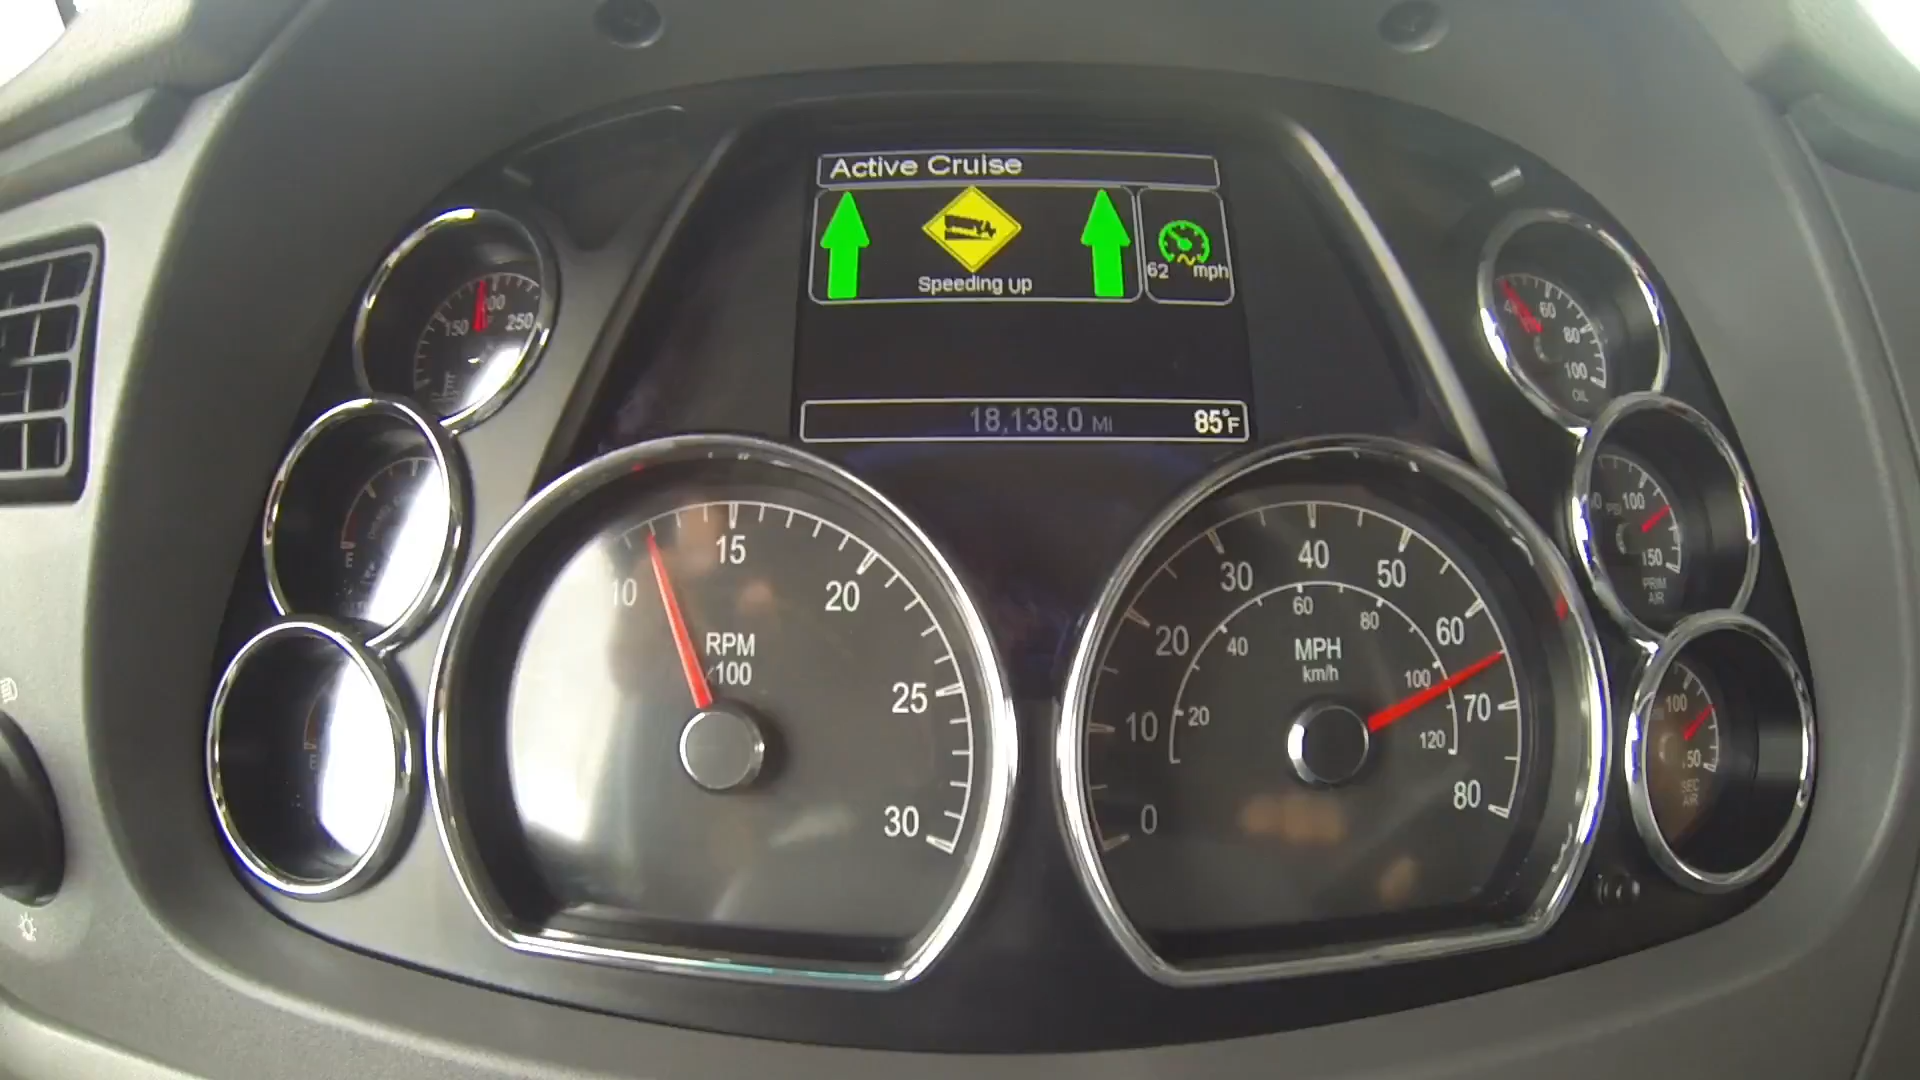 Active Cruise
Speeding up
62 mph
18,138.0 MI
85°F
150 200 250
°F
60
80
100
OIL
PSI 100
150
PRIM
AIR
100
SEC
AIR
E
10
15
20
25
30
RPM
x100
0
10
20
30
40
50
60
70
80
MPH
km/h
20
40
60
80
100
120